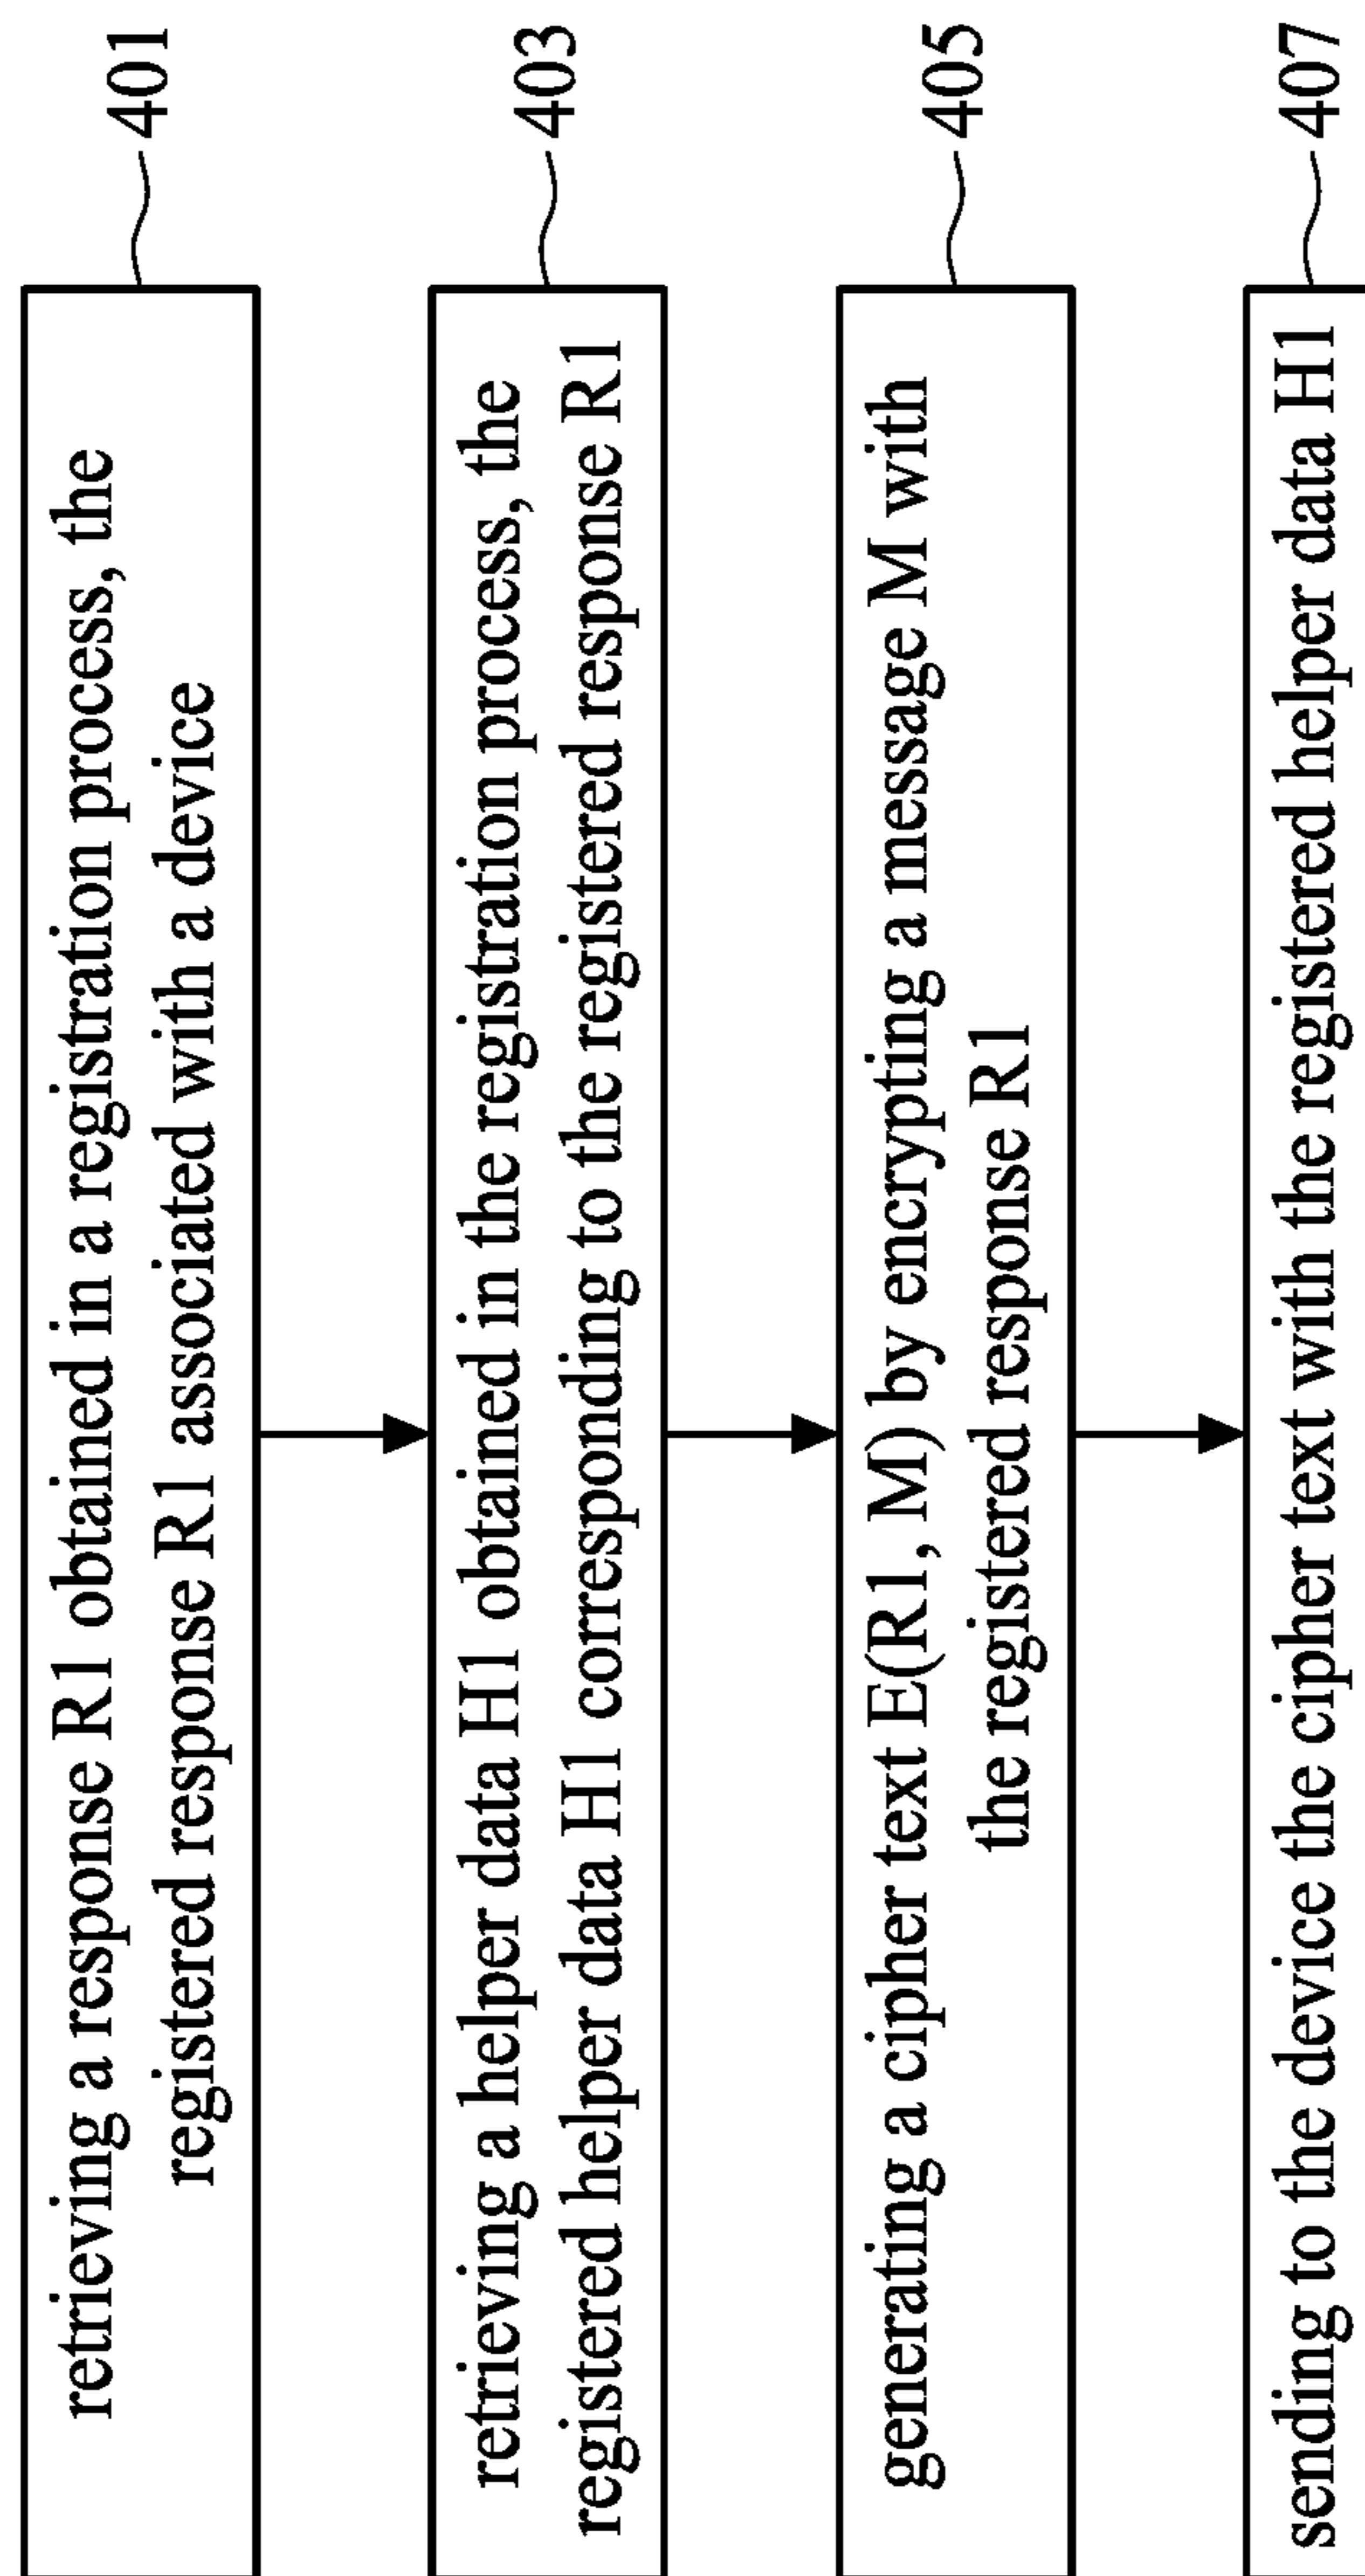 retrieving a response R1 obtained in a registration process, the
registered response R1 associated with a device
401
retrieving a helper data H1 obtained in the registration process, the
registered helper data H1 corresponding to the registered response R1
403
generating a cipher text E(R1, M) by encrypting a message M with
the registered response R1
405
sending to the device the cipher text with the registered helper data H1
407